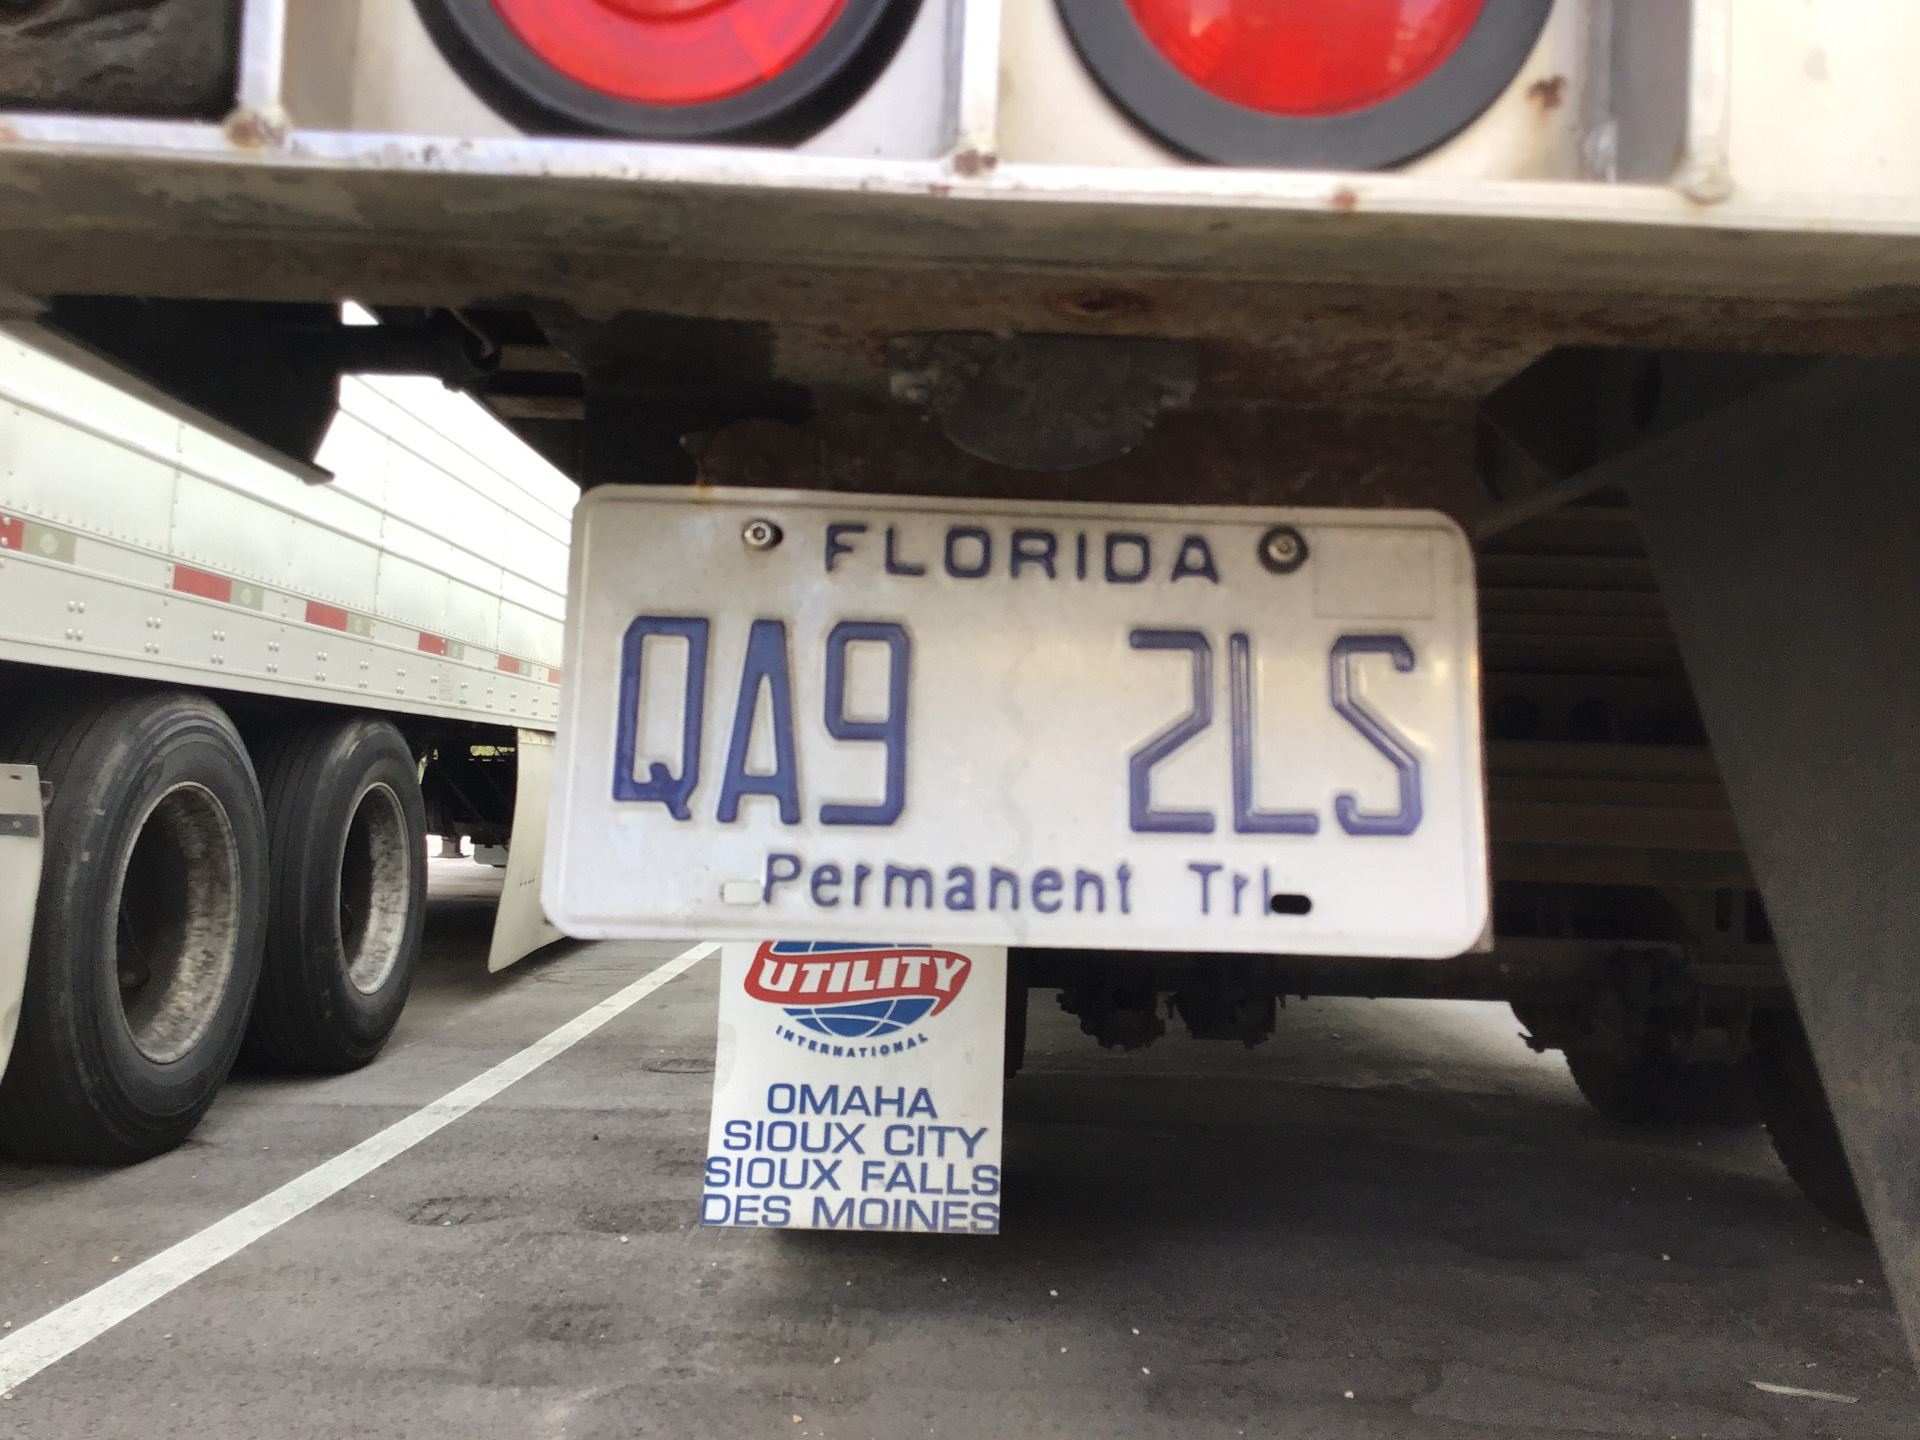 FLORIDA
QA9 2LS
Permanent Trl
UTILITY
INTERNATIONAL
OMAHA
SIOUX CITY
SIOUX FALLS
DES MOINES